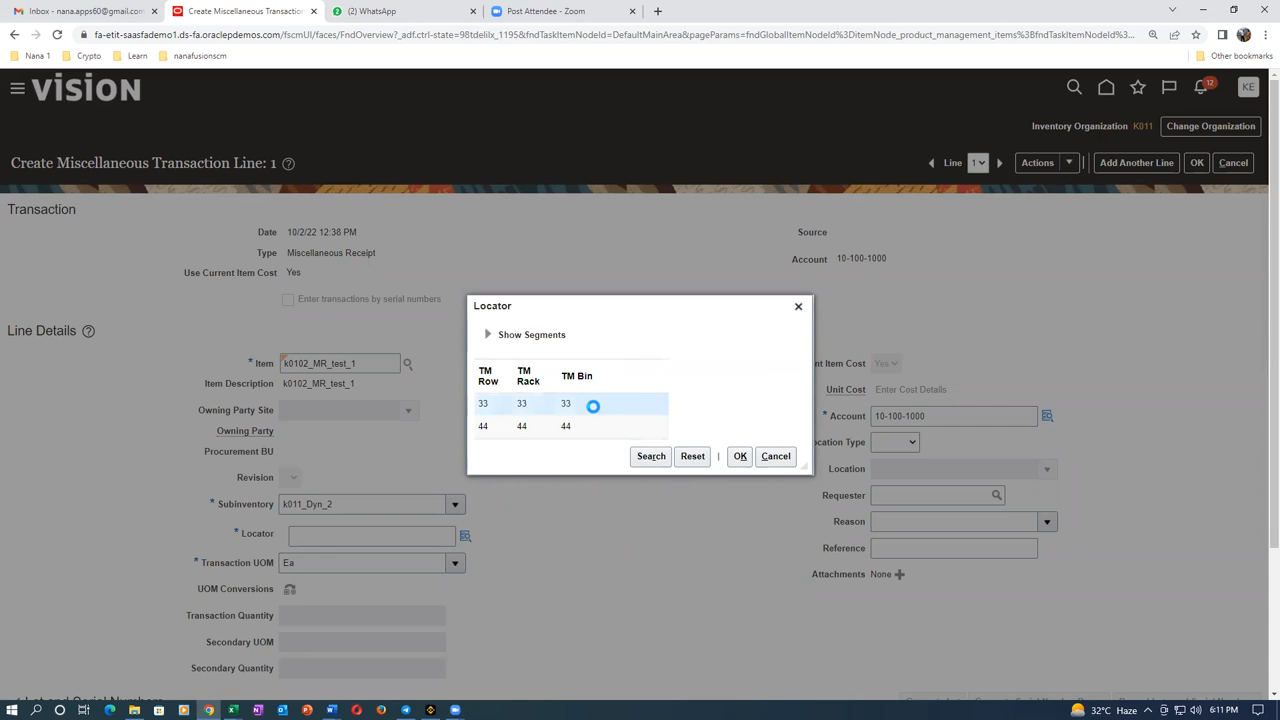 Inbox - nana.apps60@gmail.com
Create Miscellaneous Transaction
(2) WhatsApp
Post Attendee - Zoom
fa-etit-saasfademo1-ds-fa.oraclepdemos.com/fscmUI/faces/FndOverview?_adf.ctrl-state=98tdelilx_1195&fndTaskItemNodeId=DefaultMainArea&pageParams=fndGlobalItemNodeId=itemNode_product_management_items%3BfndTaskItemNodeId%3D...
Nana 1
Crypto
Learn
nanafusionscm
Other bookmarks
VISION
12
KE
Inventory Organization K011 Change Organization
Create Miscellaneous Transaction Line: 1
Line 1 Actions Add Another Line OK Cancel
Transaction
Date 10/2/22 12:38 PM
Source
Type Miscellaneous Receipt
Account 10-100-1000
Use Current Item Cost Yes
Enter transactions by serial numbers
Locator
Show Segments
TM Row TM Rack TM Bin
33 33 33
44 44 44
Search Reset | OK Cancel
Line Details
* Item k0102_MR_test_1
Item Description k0102_MR_test_1
Owning Party Site
Owning Party
Procurement BU
Revision
* Subinventory k011_Dyn_2
* Locator
* Transaction UOM Ea
UOM Conversions
Transaction Quantity
Secondary UOM
Secondary Quantity
nt Item Cost Yes
Unit Cost Enter Cost Details
* Account 10-100-1000
ocation Type
Location
Requester
Reason
Reference
Attachments None
32°C Haze
6:11 PM